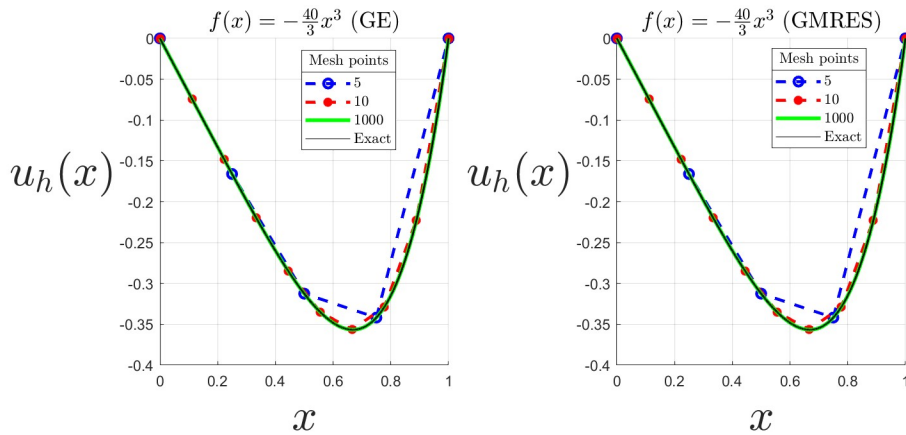 f(x) = −40/3 x³ (GE)
0
-0.05
-0.1
-0.15
-0.2
-0.25
-0.3
-0.35
-0.4
u_h(x)
Mesh points
5
10
1000
Exact
0 0.2 0.4 0.6 0.8 1
x
f(x) = −40/3 x³ (GMRES)
0
-0.05
-0.1
-0.15
-0.2
-0.25
-0.3
-0.35
-0.4
u_h(x)
Mesh points
5
10
1000
Exact
0 0.2 0.4 0.6 0.8 1
x